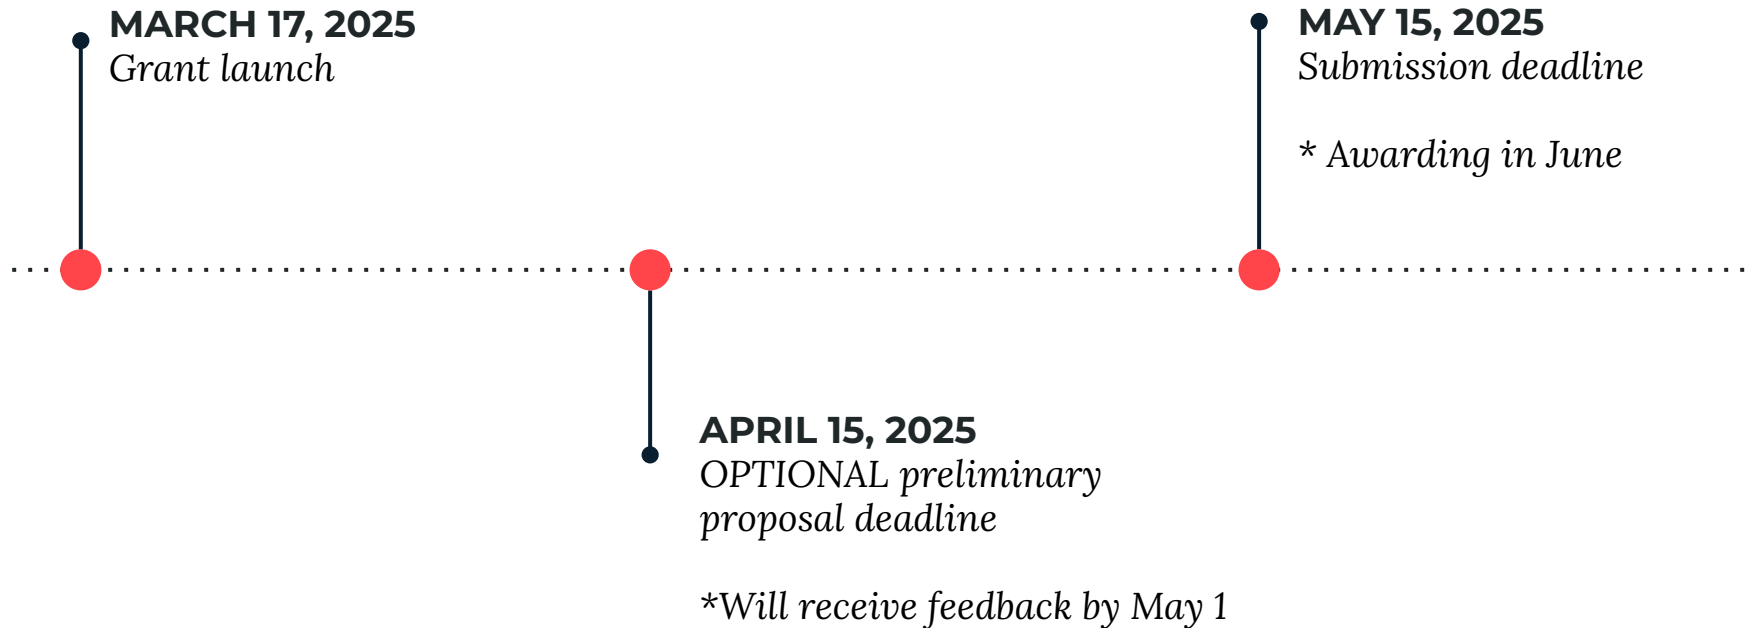 MARCH 17, 2025
Grant launch
APRIL 15, 2025
OPTIONAL preliminary
proposal deadline
*Will receive feedback by May 1
MAY 15, 2025
Submission deadline
* Awarding in June